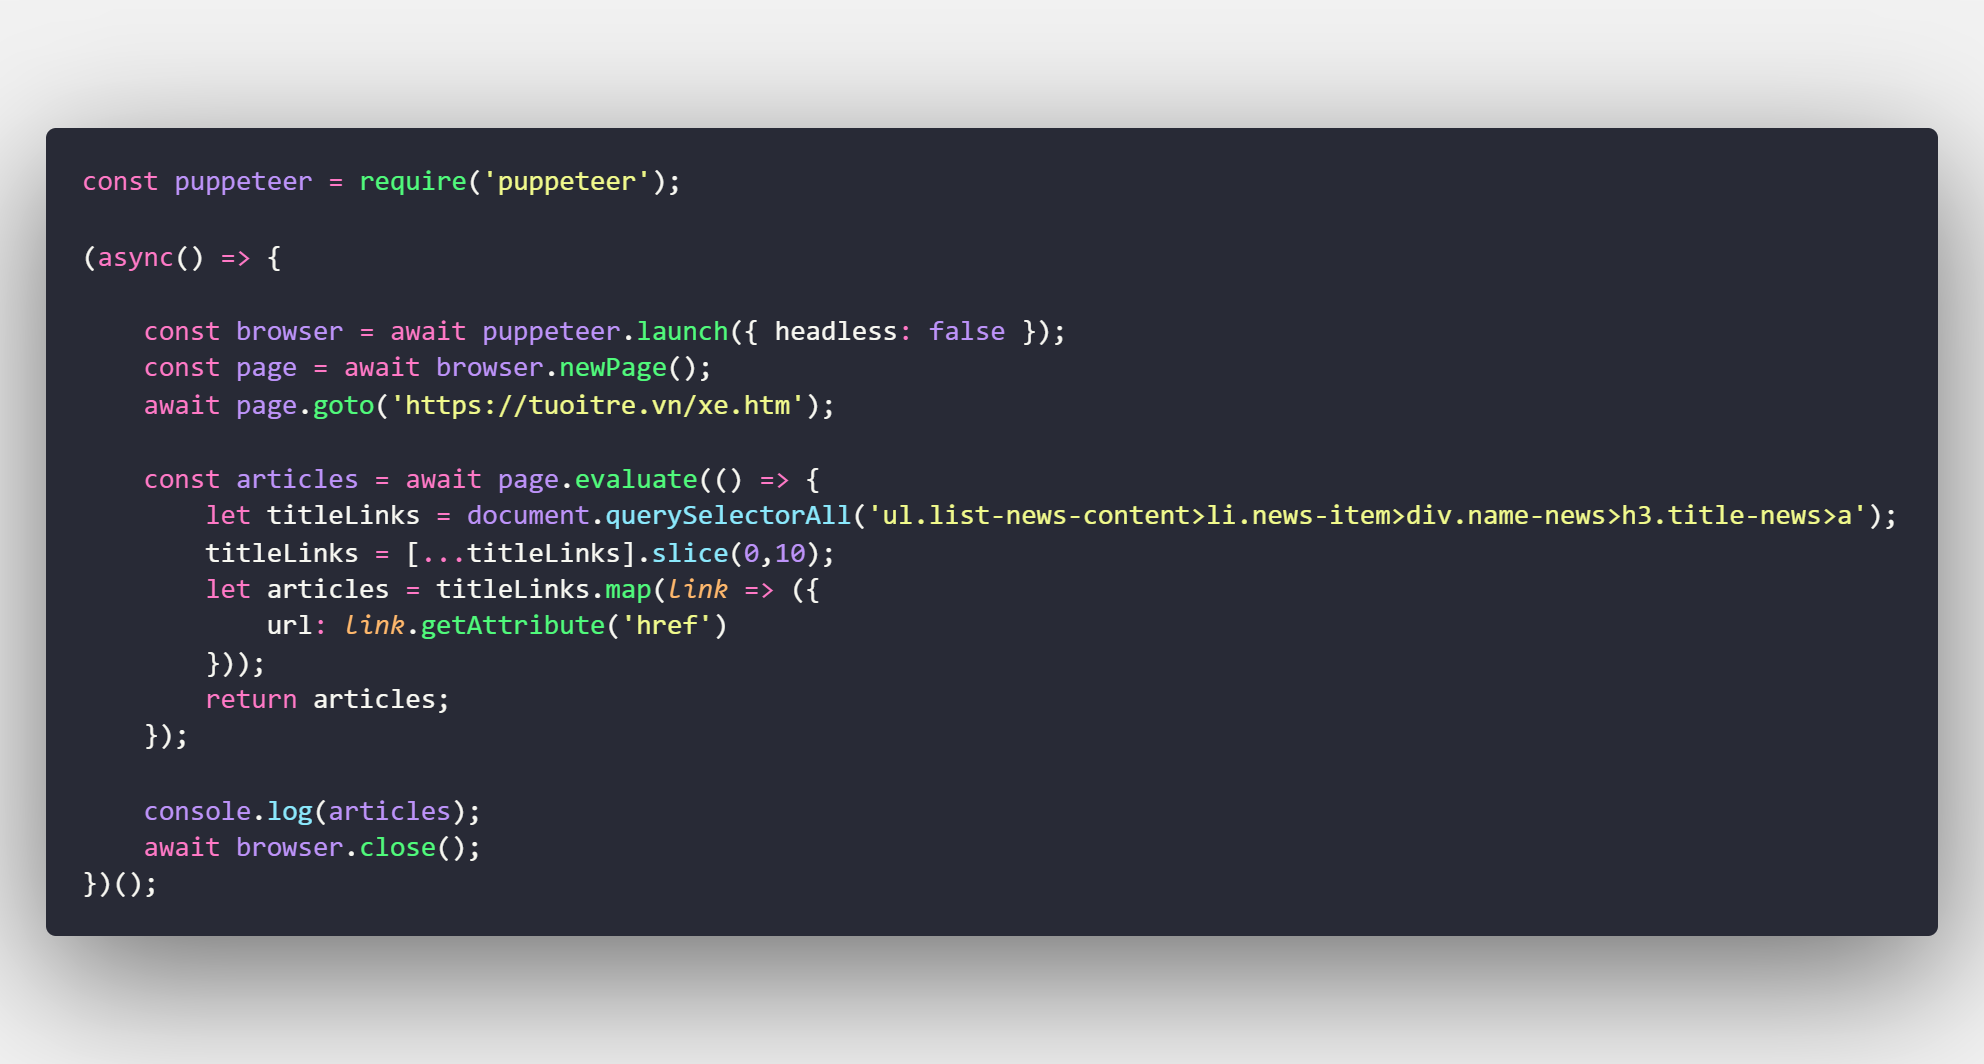 const puppeteer = require('puppeteer');
(async() => {
const browser = await puppeteer.launch({ headless: false });
const page = await browser.newPage();
await page.goto('https://tuoitre.vn/xe.htm');
const articles = await page.evaluate(() => {
let titleLinks = document.querySelectorAll('ul.list-news-content>li.news-item>div.name-news>h3.title-news>a');
titleLinks = [...titleLinks].slice(0,10);
let articles = titleLinks.map(link => ({
url: link.getAttribute('href')
}));
return articles;
});
console.log(articles);
await browser.close();
})();